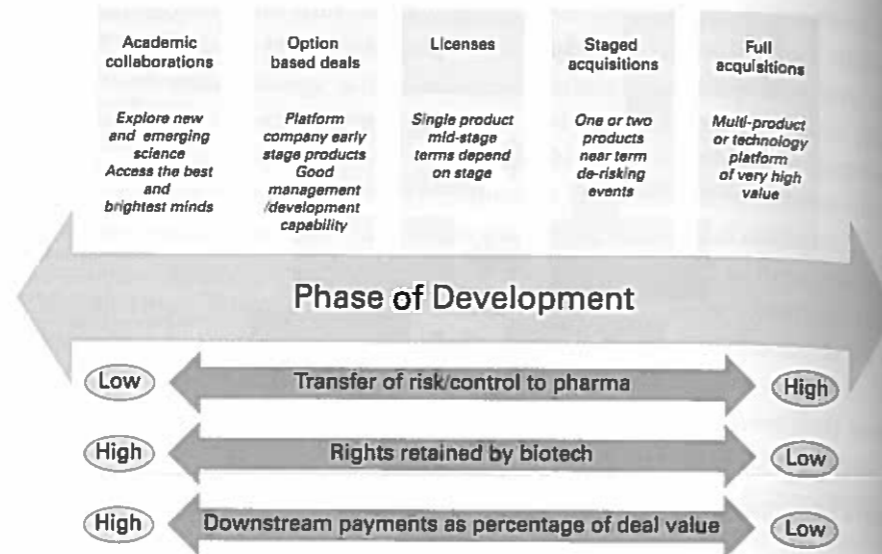 Academic
collaborations
Explore new
and emerging
science
Access the best
and
brightest minds
Option
based deals
Platform
company early
stage products
Good
management
/development
capability
Licenses
Single product
mid-stage
terms depend
on stage
Staged
acquisitions
One or two
products
near term
de-risking
events
Full
acquisitions
Multi-product
or technology
platform
of very high
value
Phase of Development
Low
Transfer of risk/control to pharma
High
High
Rights retained by biotech
Low
High
Downstream payments as percentage of deal value
Low